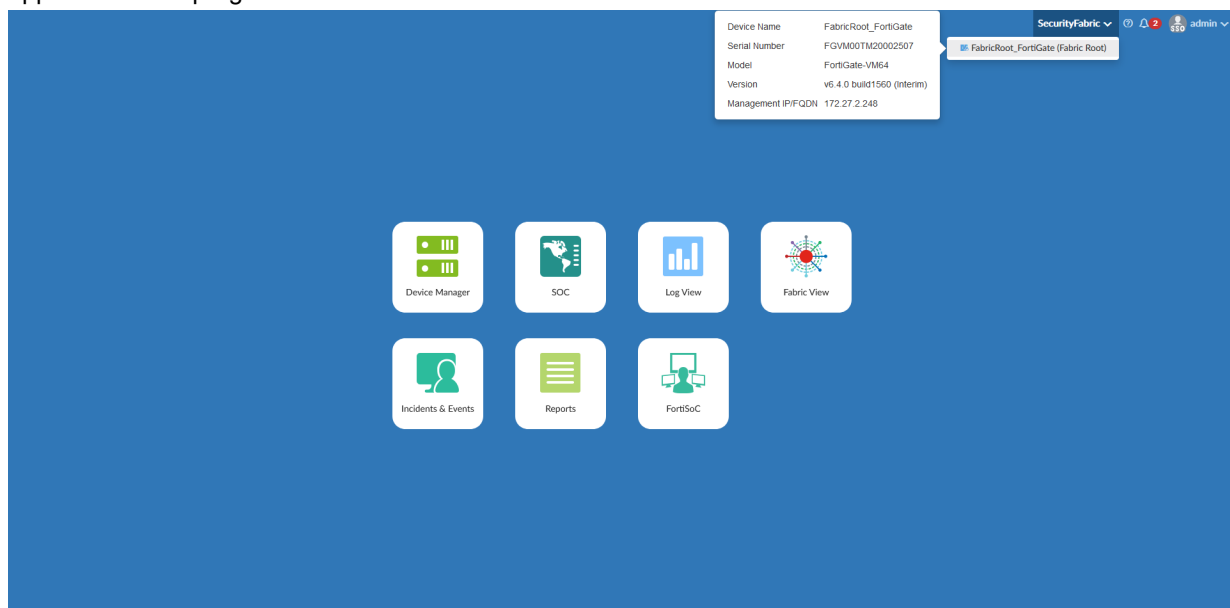 SecurityFabric
2
SSO
admin
Device Name FabricRoot_FortiGate
Serial Number FGVM00TM20002507
Model FortiGate-VM64
Version v6.4.0 build1560 (Interim)
Management IP/FQDN 172.27.2.248
FabricRoot_FortiGate (Fabric Root)
Device Manager
SOC
Log View
Fabric View
Incidents & Events
Reports
FortiSoC